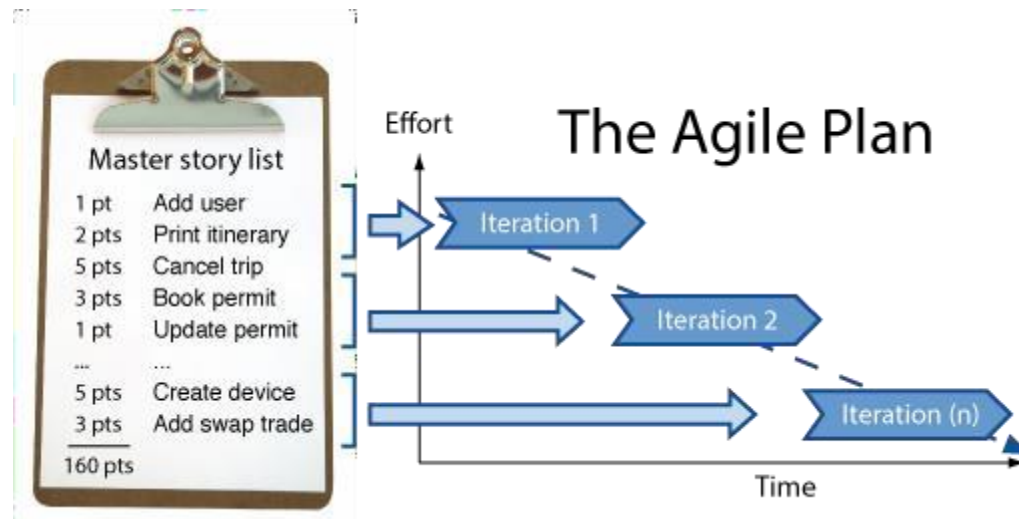 The Agile Plan
Master story list
1 pt Add user
2 pts Print itinerary
5 pts Cancel trip
3 pts Book permit
1 pt Update permit
... ...
5 pts Create device
3 pts Add swap trade
160 pts
Effort
Iteration 1
Iteration 2
Iteration (n)
Time